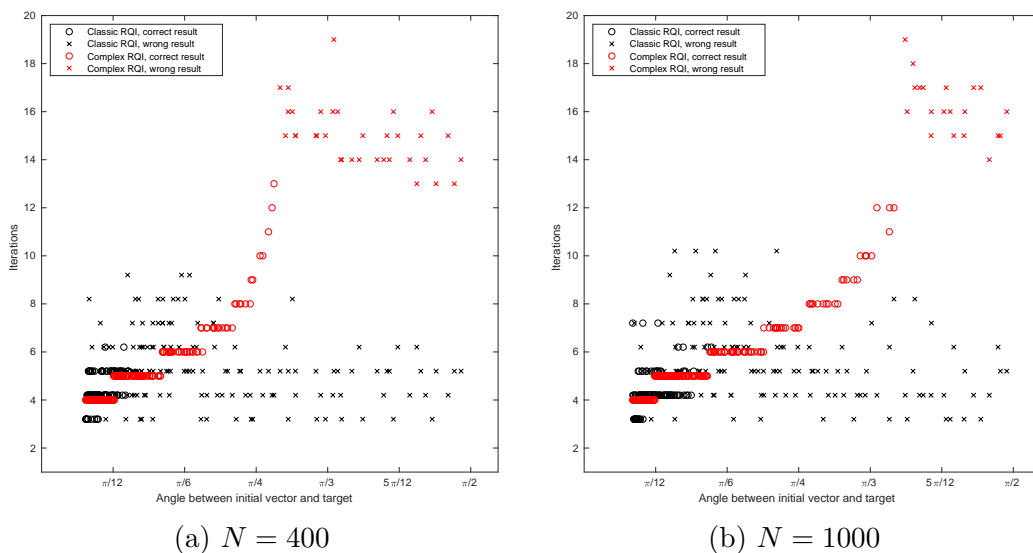 20
18
16
14
12
10
8
6
4
2
Iterations
Classic RQI, correct result
Classic RQI, wrong result
Complex RQI, correct result
Complex RQI, wrong result
π/12
π/6
π/4
π/3
5 π/12
π/2
Angle between initial vector and target
(a) N = 400
20
18
16
14
12
10
8
6
4
2
Iterations
Classic RQI, correct result
Classic RQI, wrong result
Complex RQI, correct result
Complex RQI, wrong result
π/12
π/6
π/4
π/3
5 π/12
π/2
Angle between initial vector and target
(b) N = 1000